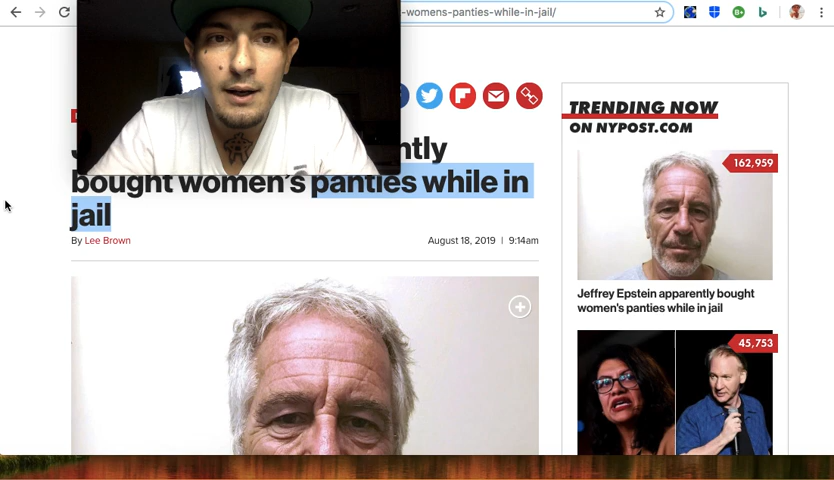 -womens-panties-while-in-jail/
ntly
bought women's panties while in
jail
By Lee Brown
August 18, 2019 | 9:14am
TRENDING NOW
ON NYPOST.COM
162,959
Jeffrey Epstein apparently bought
women's panties while in jail
45,753